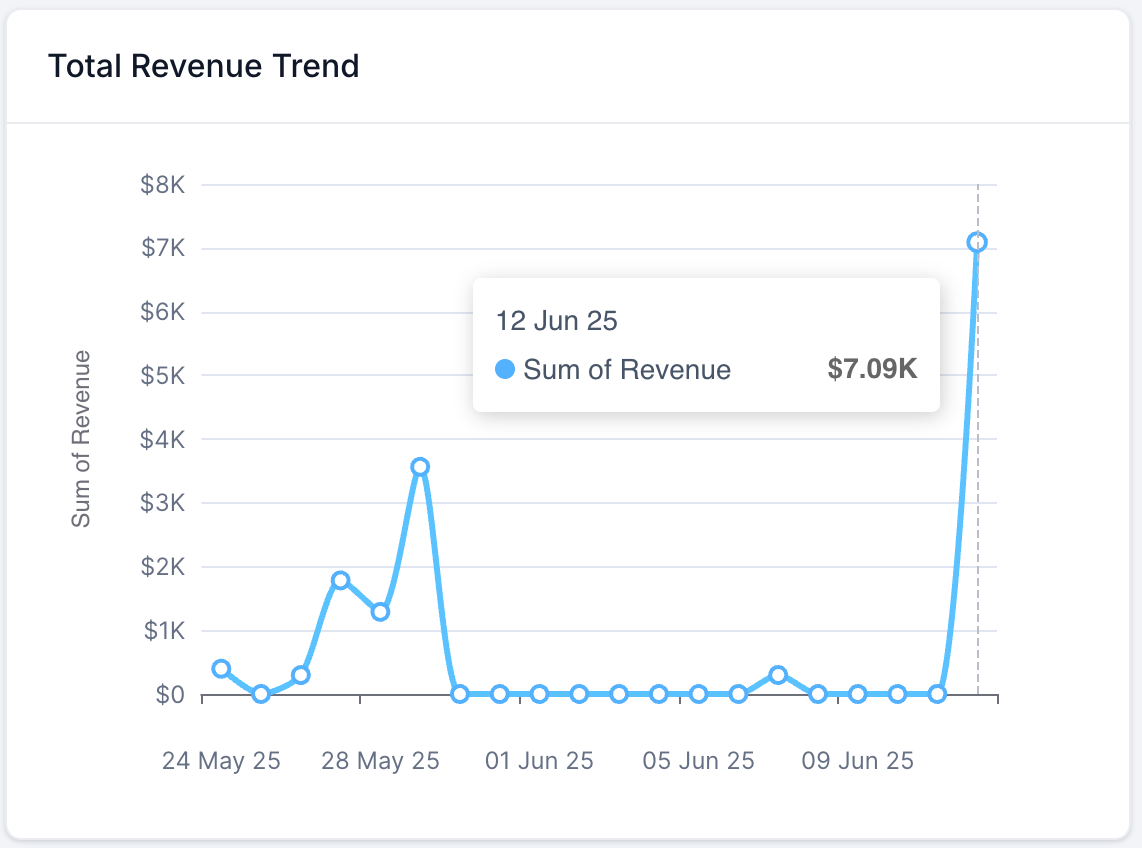 Total Revenue Trend
$8K
$7K
$6K
$5K
$4K
$3K
$2K
$1K
$0
Sum of Revenue
12 Jun 25
Sum of Revenue $7.09K
24 May 25 28 May 25 01 Jun 25 05 Jun 25 09 Jun 25